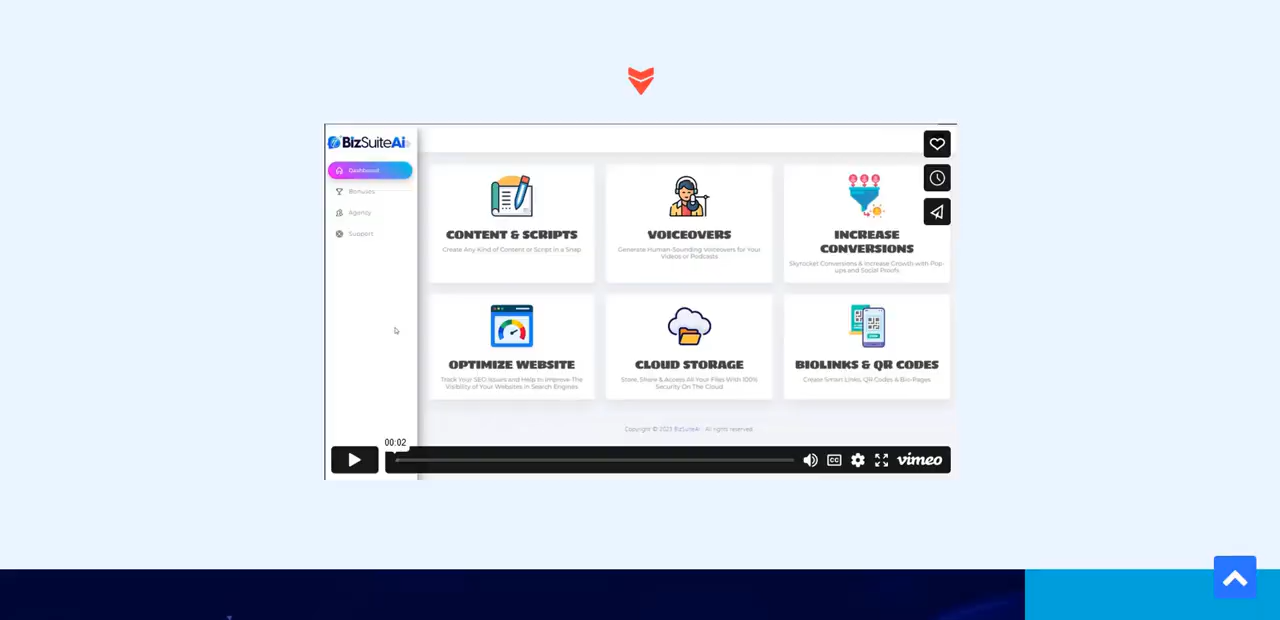 BizSuiteAi
Dashboard
Bonuses
Agency
Support
CONTENT & SCRIPTS
Create Any Kind of Content or Script in a Snap
VOICEOVERS
Generate Human-Sounding Voiceovers for Your
Videos or Podcasts
INCREASE
CONVERSIONS
Skyrocket Conversions & Increase Growth with Pop-
ups and Social Proofs
OPTIMIZE WEBSITE
Track Your SEO Issues and Help to Improve The
Visibility of Your Websites in Search Engines
CLOUD STORAGE
Store, Share & Access All Your Files With 100%
Security On The Cloud
BIOLINKS & QR CODES
Create Smart Links, QR Codes & Bio-Pages
Copyright © 2023 BizSuiteAi . All rights reserved
00:02
CC
vimeo